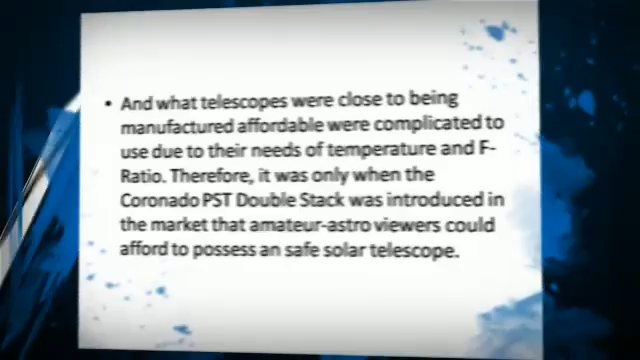 • And what telescopes were close to being
manufactured affordable were complicated to
use due to their needs of temperature and F-
Ratio. Therefore, it was only when the
Coronado PST Double Stack was introduced in
the market that amateur-astro viewers could
afford to possess an safe solar telescope.